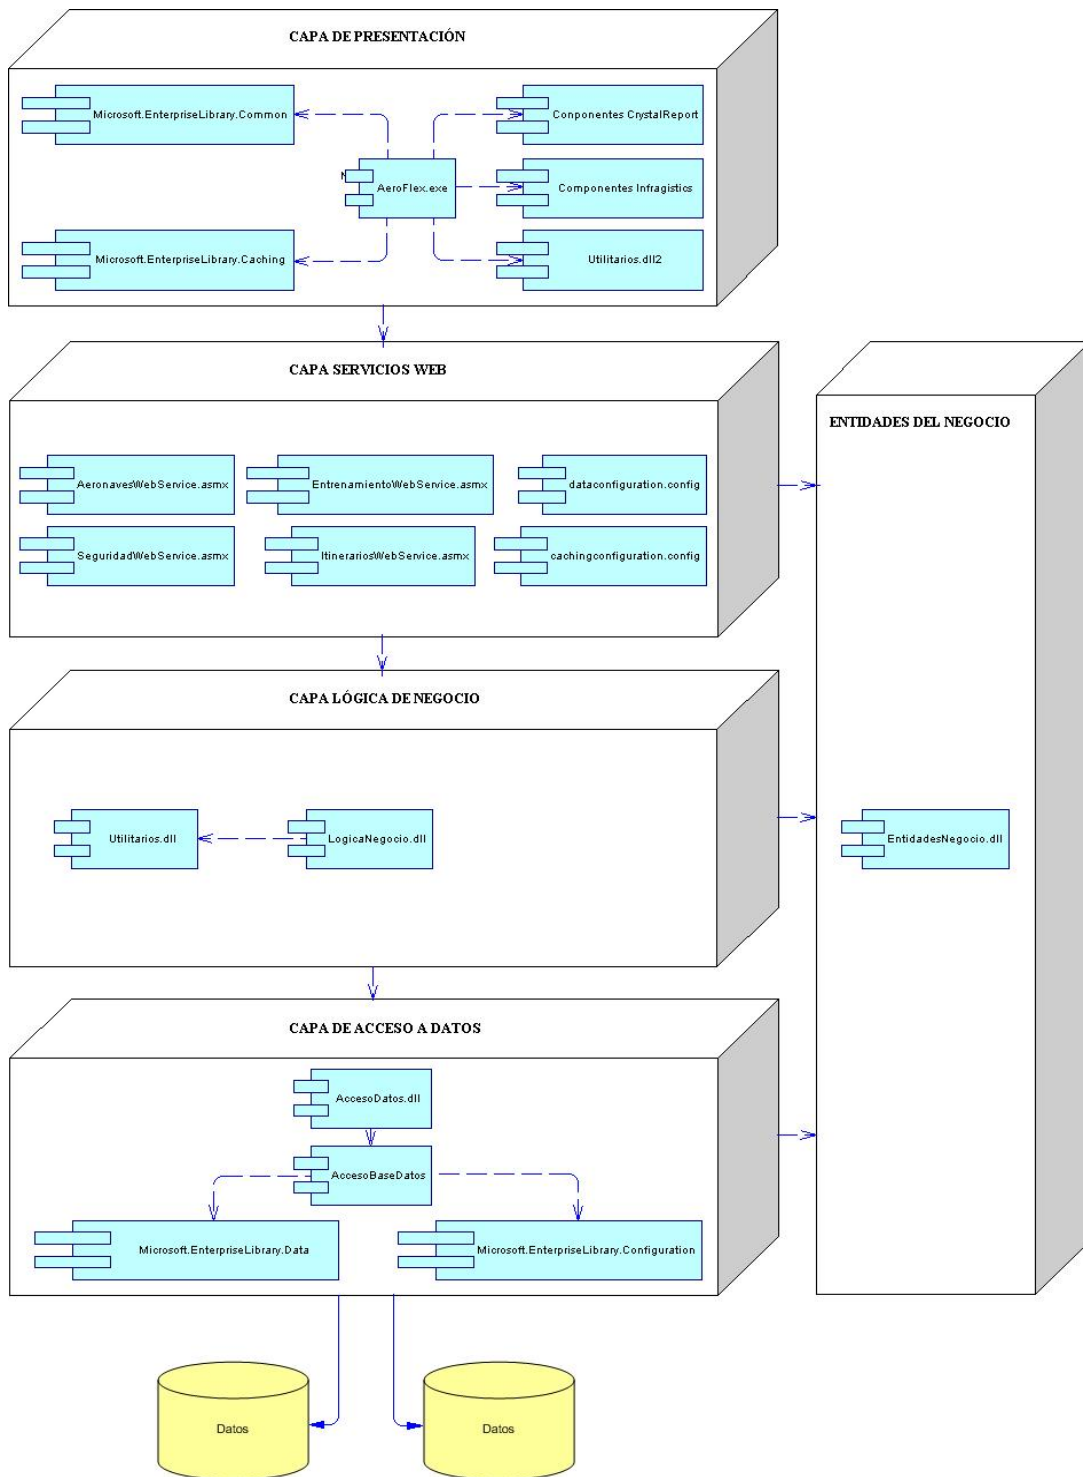 CAPA DE PRESENTACIÓN
Microsoft.EnterpriseLibrary.Common
Conponentes CrystalReport
AeroFlex.exe
Componentes Infragistics
Microsoft.EnterpriseLibrary.Caching
Utilitarios.dll2
CAPA SERVICIOS WEB
ENTIDADES DEL NEGOCIO
AeronavesWebService.asmx
EntrenamientoWebService.asmx
dataconfiguration.config
SeguridadWebService.asmx
ItinerariosWebService.asmx
cachingconfiguration.config
CAPA LÓGICA DE NEGOCIO
Utilitarios.dll
LogicaNegocio.dll
EntidadesNegocio.dll
CAPA DE ACCESO A DATOS
AccesoDatos.dll
AccesoBaseDatos
Microsoft.EnterpriseLibrary.Data
Microsoft.EnterpriseLibrary.Configuration
Datos
Datos